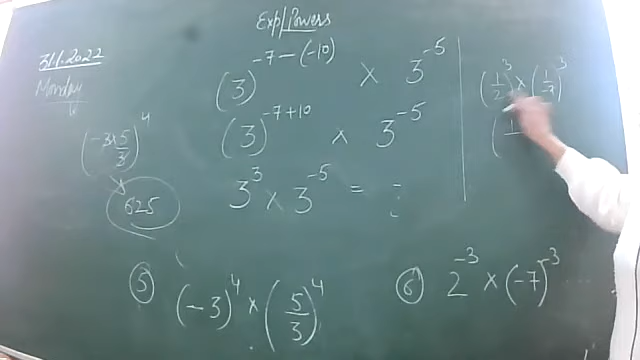 Exp/Powers
31.1.2022
Monday
(3)^{-7-(-10)} × 3^{-5}
(3)^{-7+10} × 3^{-5}
3^3 × 3^{-5} =
(-3×5/3)^4
625
(1/2)^3 × (1/-7)^3
(1
⑤ (-3)^4 × (5/3)^4
⑥ 2^{-3} × (-7)^{-3}